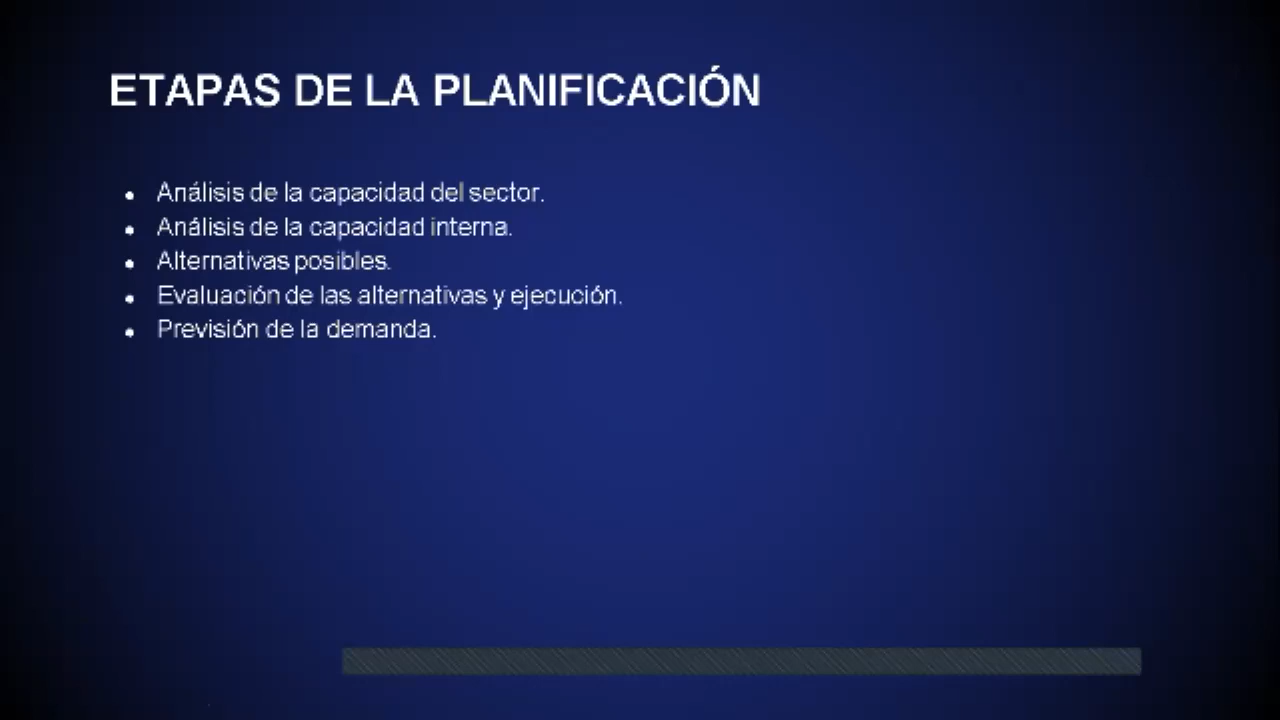 ETAPAS DE LA PLANIFICACIÓN
• Análisis de la capacidad del sector.
• Análisis de la capacidad interna.
• Alternativas posibles.
• Evaluación de las alternativas y ejecución.
• Previsión de la demanda.